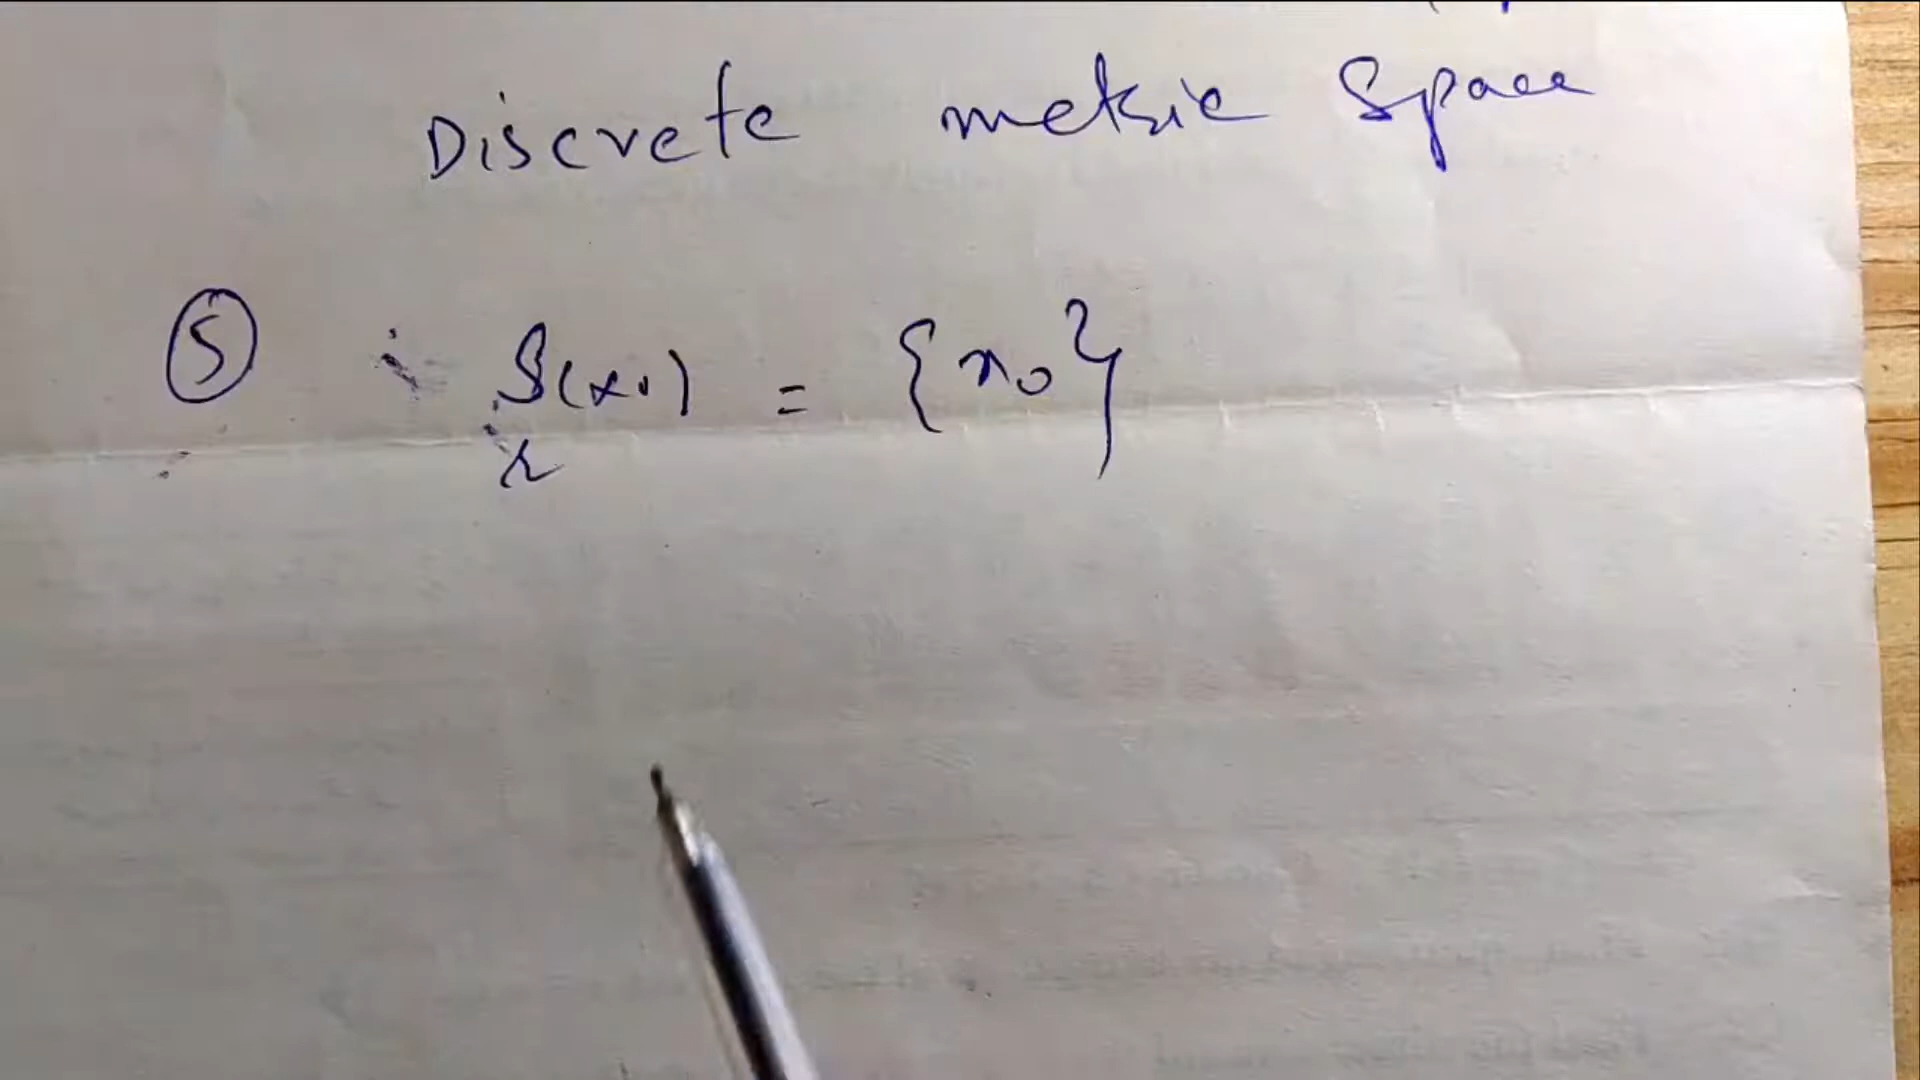 Discrete metric Space
⑤ S(x₀) = {x₀}
r